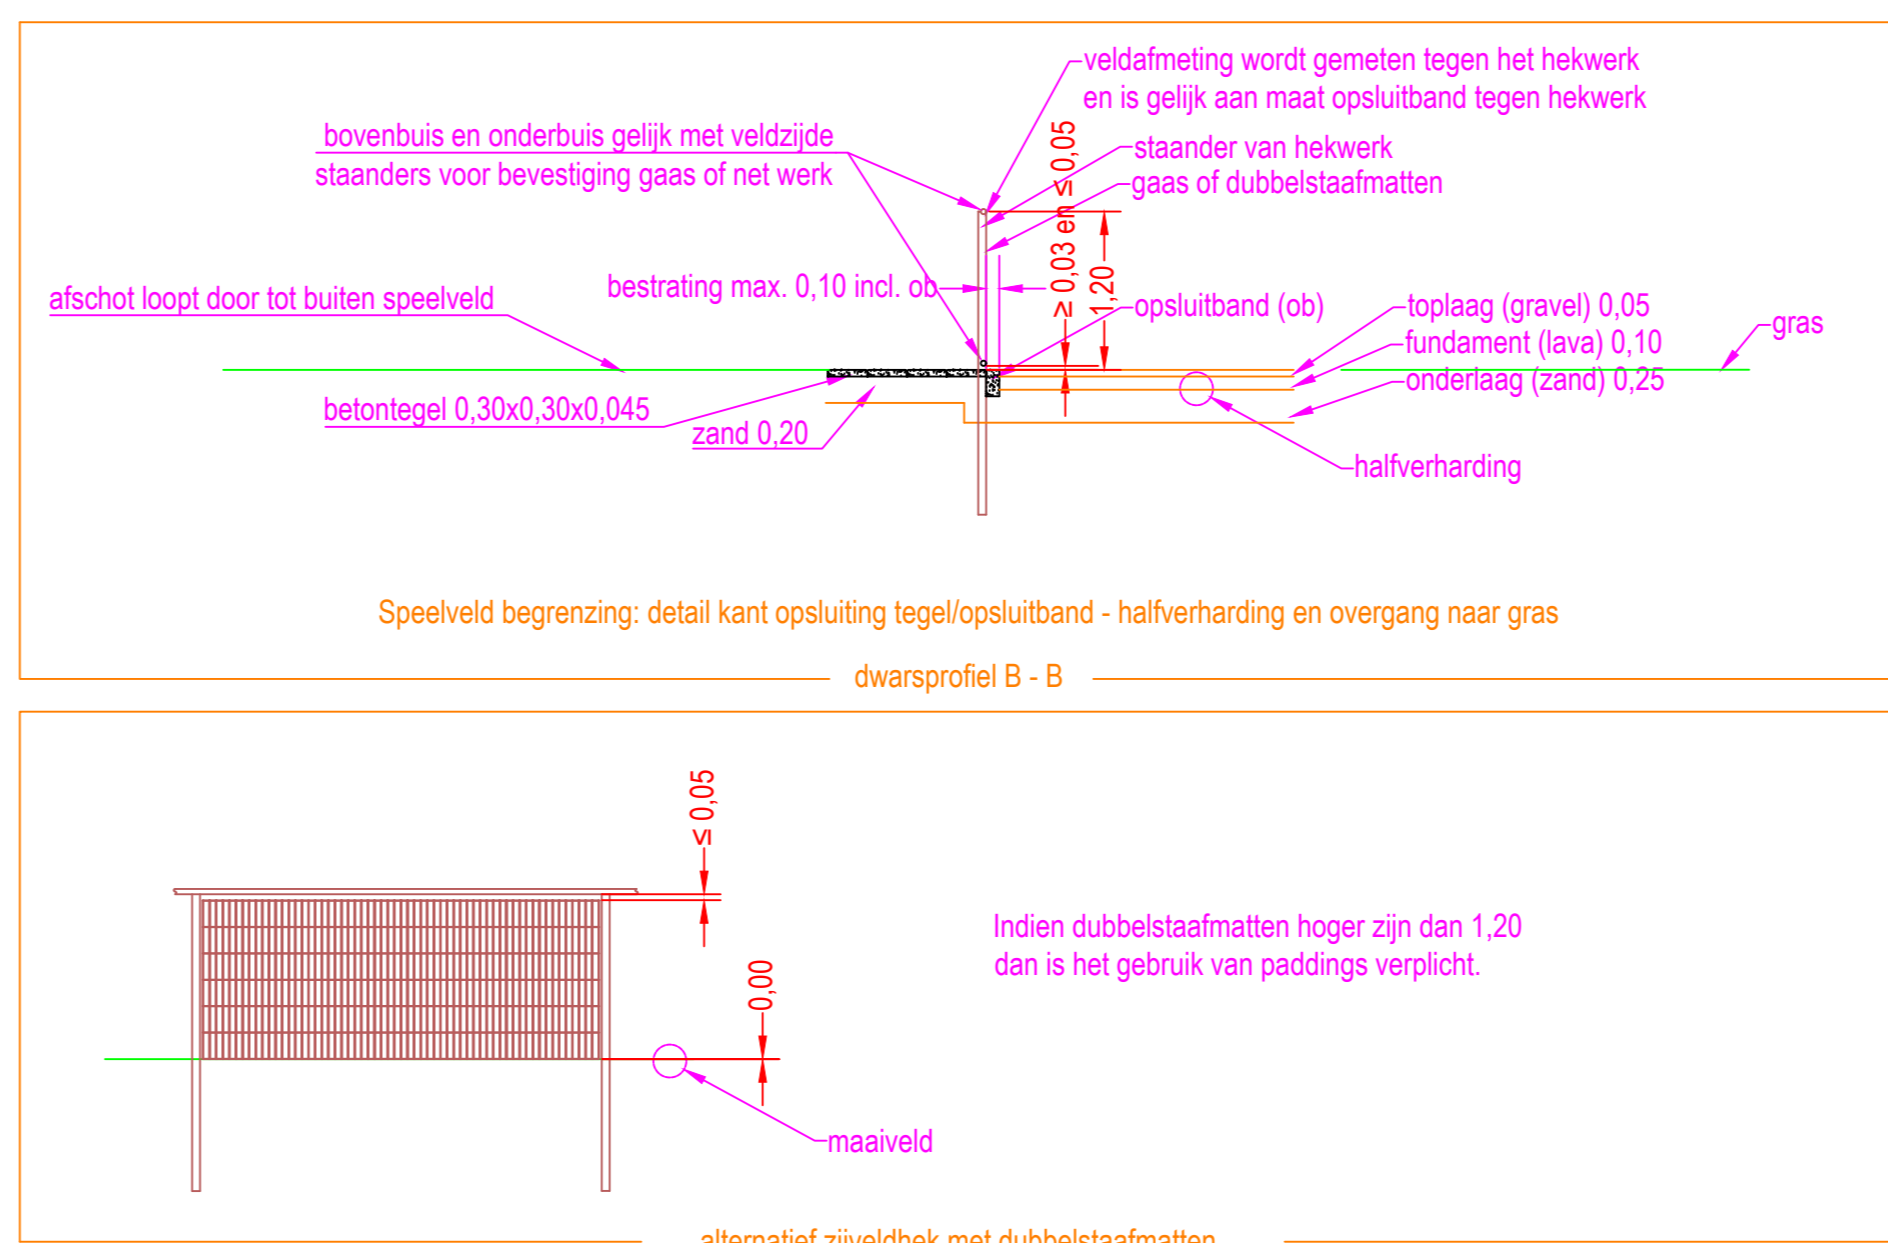 veldafmeting wordt gemeten tegen het hekwerk
en is gelijk aan maat opsluitband tegen hekwerk
bovenbuis en onderbuis gelijk met veldzijde
staanders voor bevestiging gaas of net werk
staander van hekwerk
gaas of dubbelstaafmatten
≥ 0,03 en ≤ 0,05
1,20
afschot loopt door tot buiten speelveld
bestrating max. 0,10 incl. ob
opsluitband (ob)
toplaag (gravel) 0,05
fundament (lava) 0,10
onderlaag (zand) 0,25
gras
betontegel 0,30x0,30x0,045
zand 0,20
halfverharding
Speelveld begrenzing: detail kant opsluiting tegel/opsluitband - halfverharding en overgang naar gras
dwarsprofiel B - B
≤ 0,05
0,00
Indien dubbelstaafmatten hoger zijn dan 1,20
dan is het gebruik van paddings verplicht.
maaiveld
alternatief zijveldhek met dubbelstaafmatten